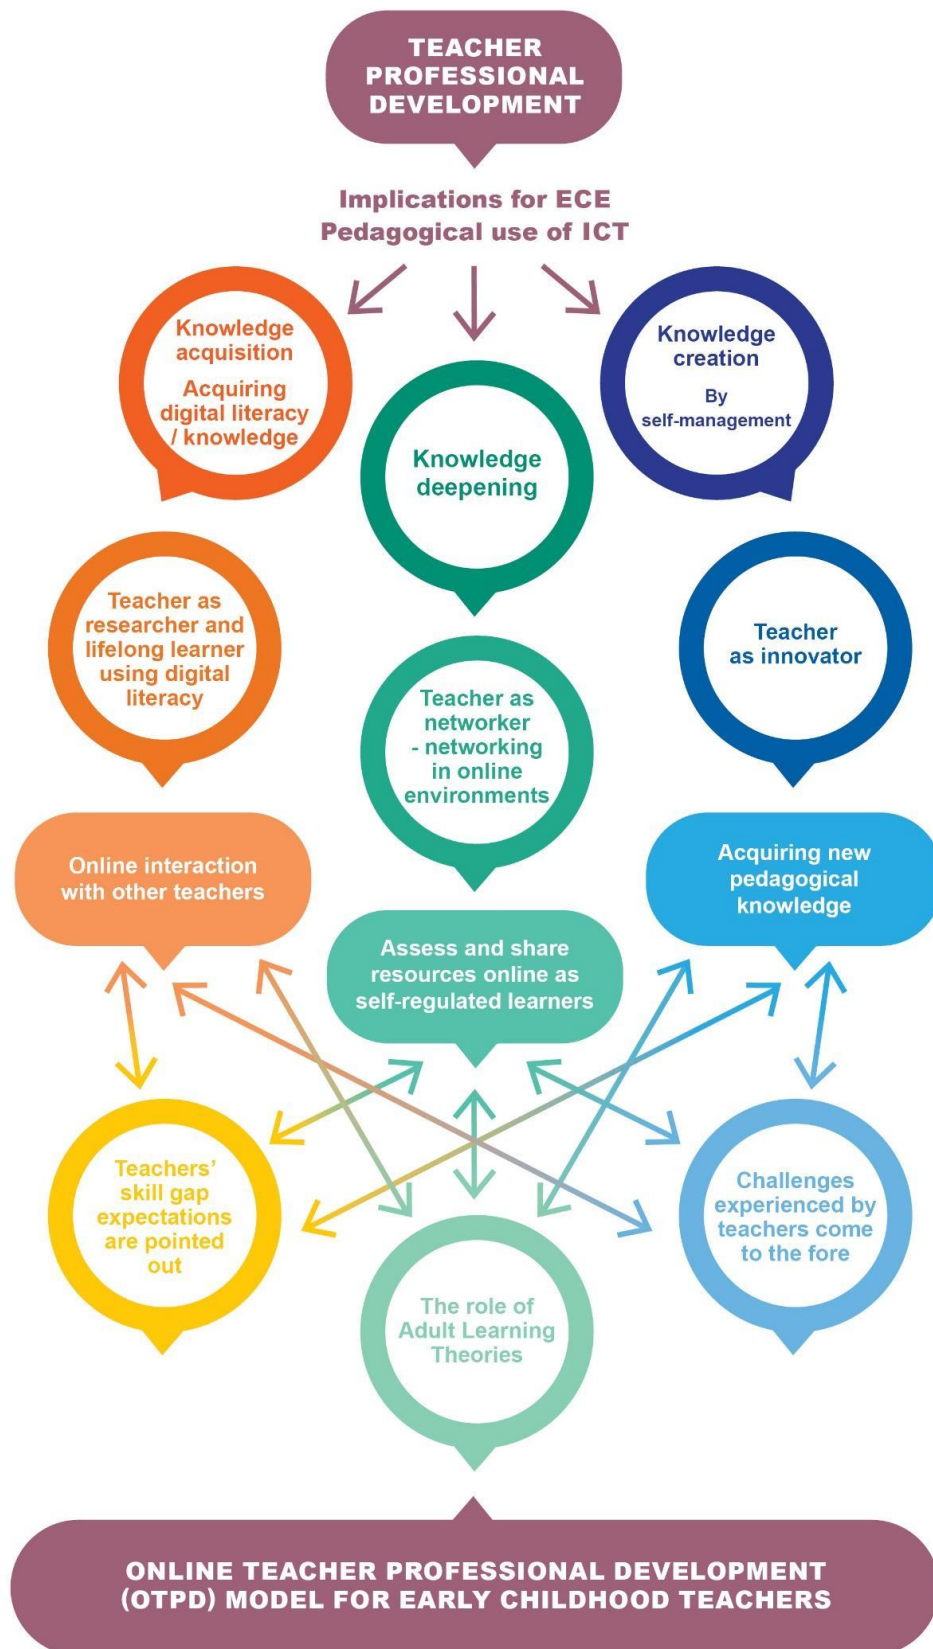 TEACHER
PROFESSIONAL
DEVELOPMENT
Implications for ECE
Pedagogical use of ICT
Knowledge
acquisition
Acquiring
digital literacy
/ knowledge
Knowledge
deepening
Knowledge
creation
By
self-management
Teacher as
researcher and
lifelong learner
using digital
literacy
Teacher as
networker
- networking
in online
environments
Teacher
as innovator
Online interaction
with other teachers
Assess and share
resources online as
self-regulated learners
Acquiring new
pedagogical
knowledge
Teachers’
skill gap
expectations
are pointed
out
The role of
Adult Learning
Theories
Challenges
experienced by
teachers come
to the fore
ONLINE TEACHER PROFESSIONAL DEVELOPMENT
(OTPD) MODEL FOR EARLY CHILDHOOD TEACHERS